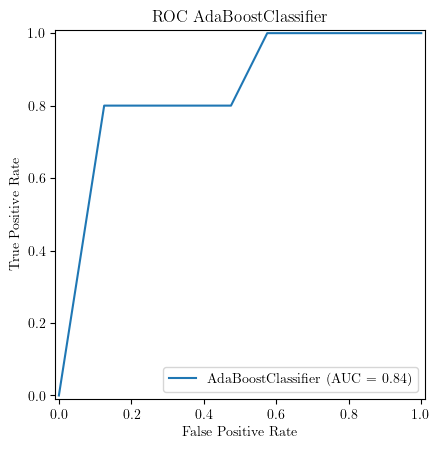 ROC AdaBoostClassifier
1.0
0.8
0.6
0.4
0.2
0.0
True Positive Rate
AdaBoostClassifier (AUC = 0.84)
0.0 0.2 0.4 0.6 0.8 1.0
False Positive Rate